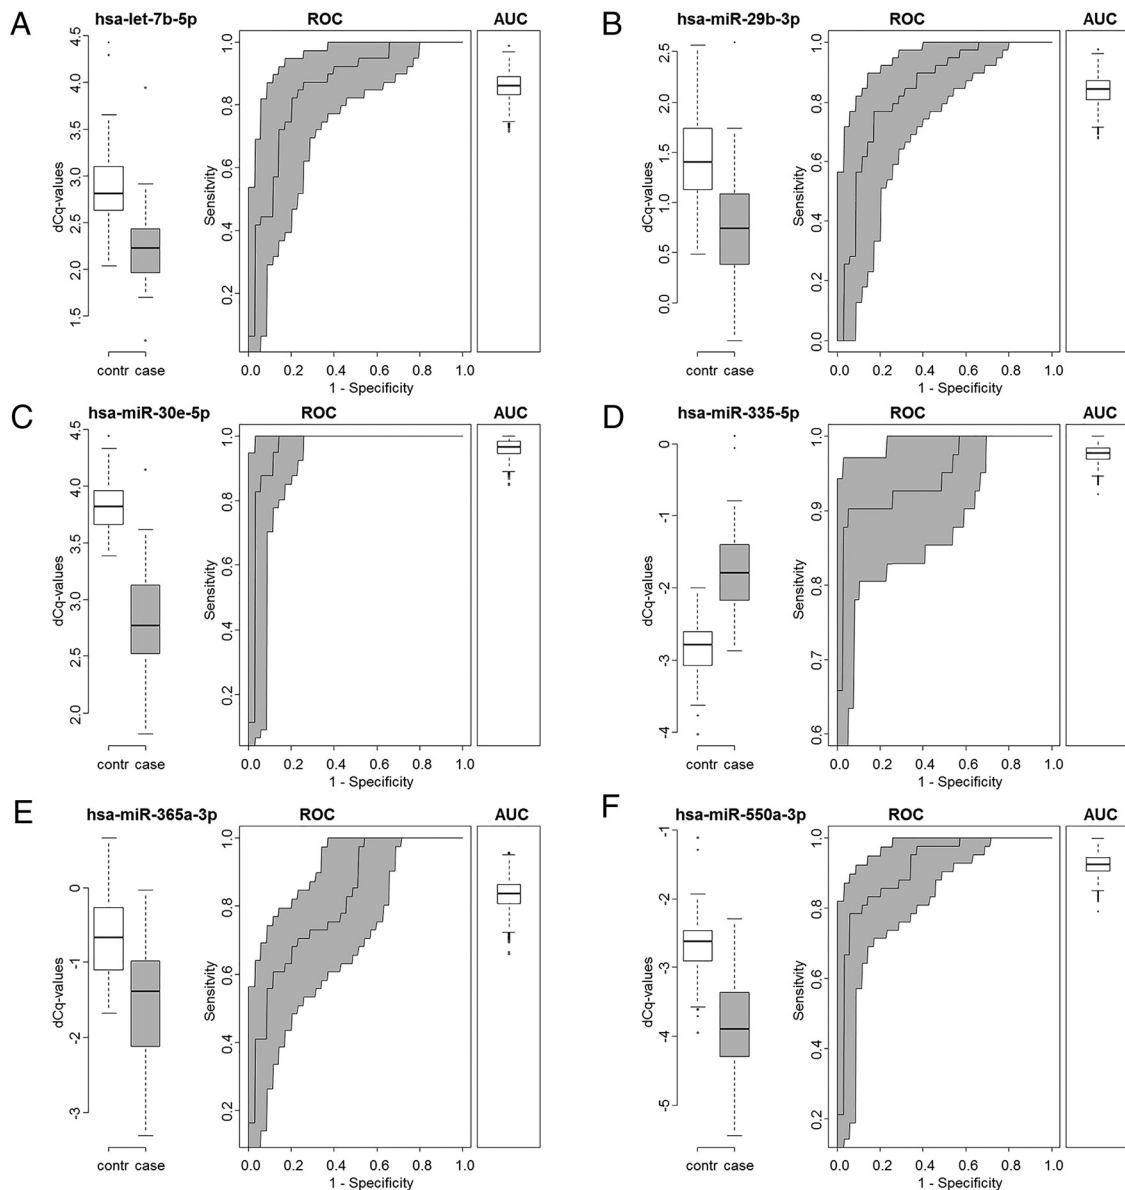 A
hsa-let-7b-5p
ROC
AUC
dCq-values
1.5 2.0 2.5 3.0 3.5 4.0 4.5
contr case
Sensitvity
0.2 0.4 0.6 0.8 1.0
0.0 0.2 0.4 0.6 0.8 1.0
1 - Specificity
B
hsa-miR-29b-3p
ROC
AUC
dCq-values
0.0 0.5 1.0 1.5 2.0 2.5
contr case
Sensitvity
0.0 0.2 0.4 0.6 0.8 1.0
0.0 0.2 0.4 0.6 0.8 1.0
1 - Specificity
C
hsa-miR-30e-5p
ROC
AUC
dCq-values
2.0 2.5 3.0 3.5 4.0 4.5
contr case
Sensitvity
0.2 0.4 0.6 0.8 1.0
0.0 0.2 0.4 0.6 0.8 1.0
1 - Specificity
D
hsa-miR-335-5p
ROC
AUC
dCq-values
-4 -3 -2 -1 0
contr case
Sensitvity
0.6 0.7 0.8 0.9 1.0
0.0 0.2 0.4 0.6 0.8 1.0
1 - Specificity
E
hsa-miR-365a-3p
ROC
AUC
dCq-values
-3 -2 -1 0
contr case
Sensitvity
0.2 0.4 0.6 0.8 1.0
0.0 0.2 0.4 0.6 0.8 1.0
1 - Specificity
F
hsa-miR-550a-3p
ROC
AUC
dCq-values
-5 -4 -3 -2 -1
contr case
Sensitvity
0.2 0.4 0.6 0.8 1.0
0.0 0.2 0.4 0.6 0.8 1.0
1 - Specificity